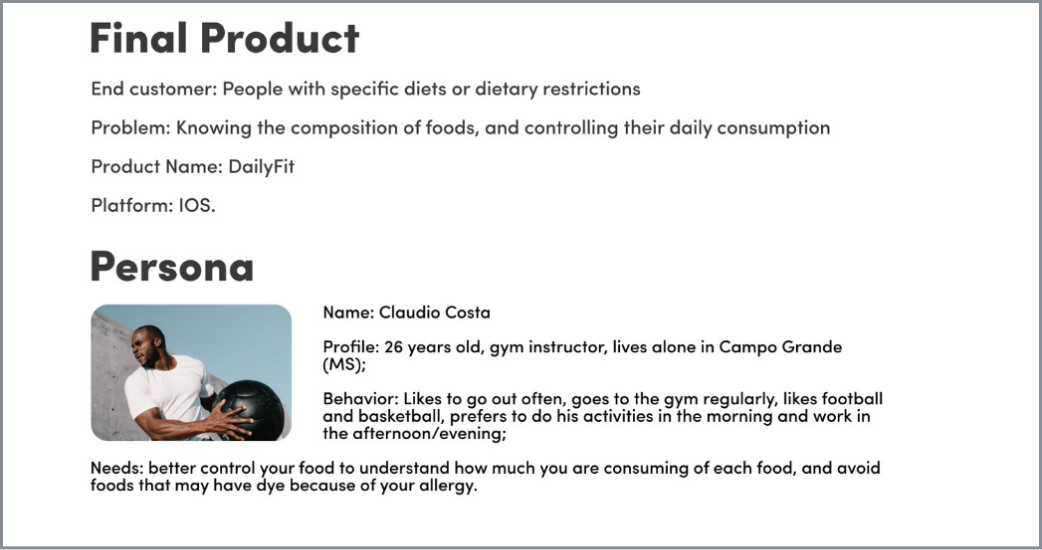 Final Product
End customer: People with specific diets or dietary restrictions
Problem: Knowing the composition of foods, and controlling their daily consumption
Product Name: DailyFit
Platform: IOS.
Persona
Name: Claudio Costa
Profile: 26 years old, gym instructor, lives alone in Campo Grande
(MS);
Behavior: Likes to go out often, goes to the gym regularly, likes football
and basketball, prefers to do his activities in the morning and work in
the afternoon/evening;
Needs: better control your food to understand how much you are consuming of each food, and avoid
foods that may have dye because of your allergy.